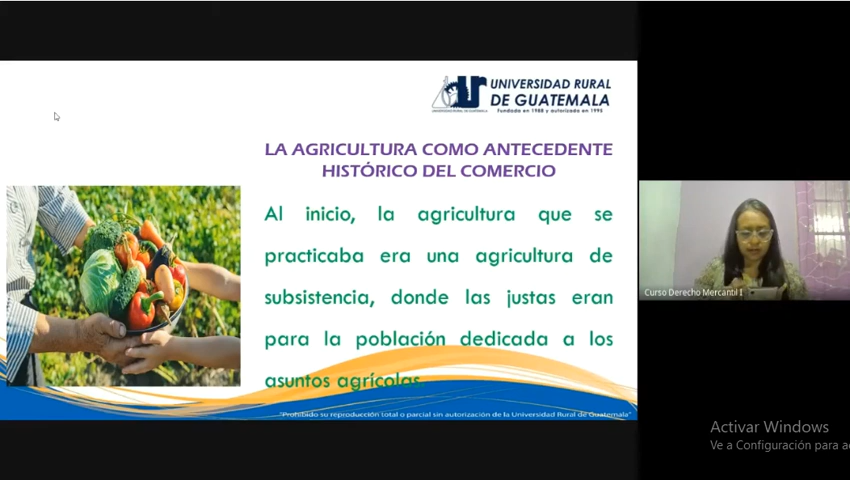 UNIVERSIDAD RURAL
DE GUATEMALA
Fundada en 1988 y autorizada en 1995
LA AGRICULTURA COMO ANTECEDENTE
HISTÓRICO DEL COMERCIO
Al inicio, la agricultura que se
practicaba era una agricultura de
subsistencia, donde las justas eran
para la población dedicada a los
asuntos agrícolas.
"Prohibido su reproducción total o parcial sin autorización de la Universidad Rural de Guatemala"
Curso Derecho Mercantil I
Activar Windows
Ve a Configuración para a